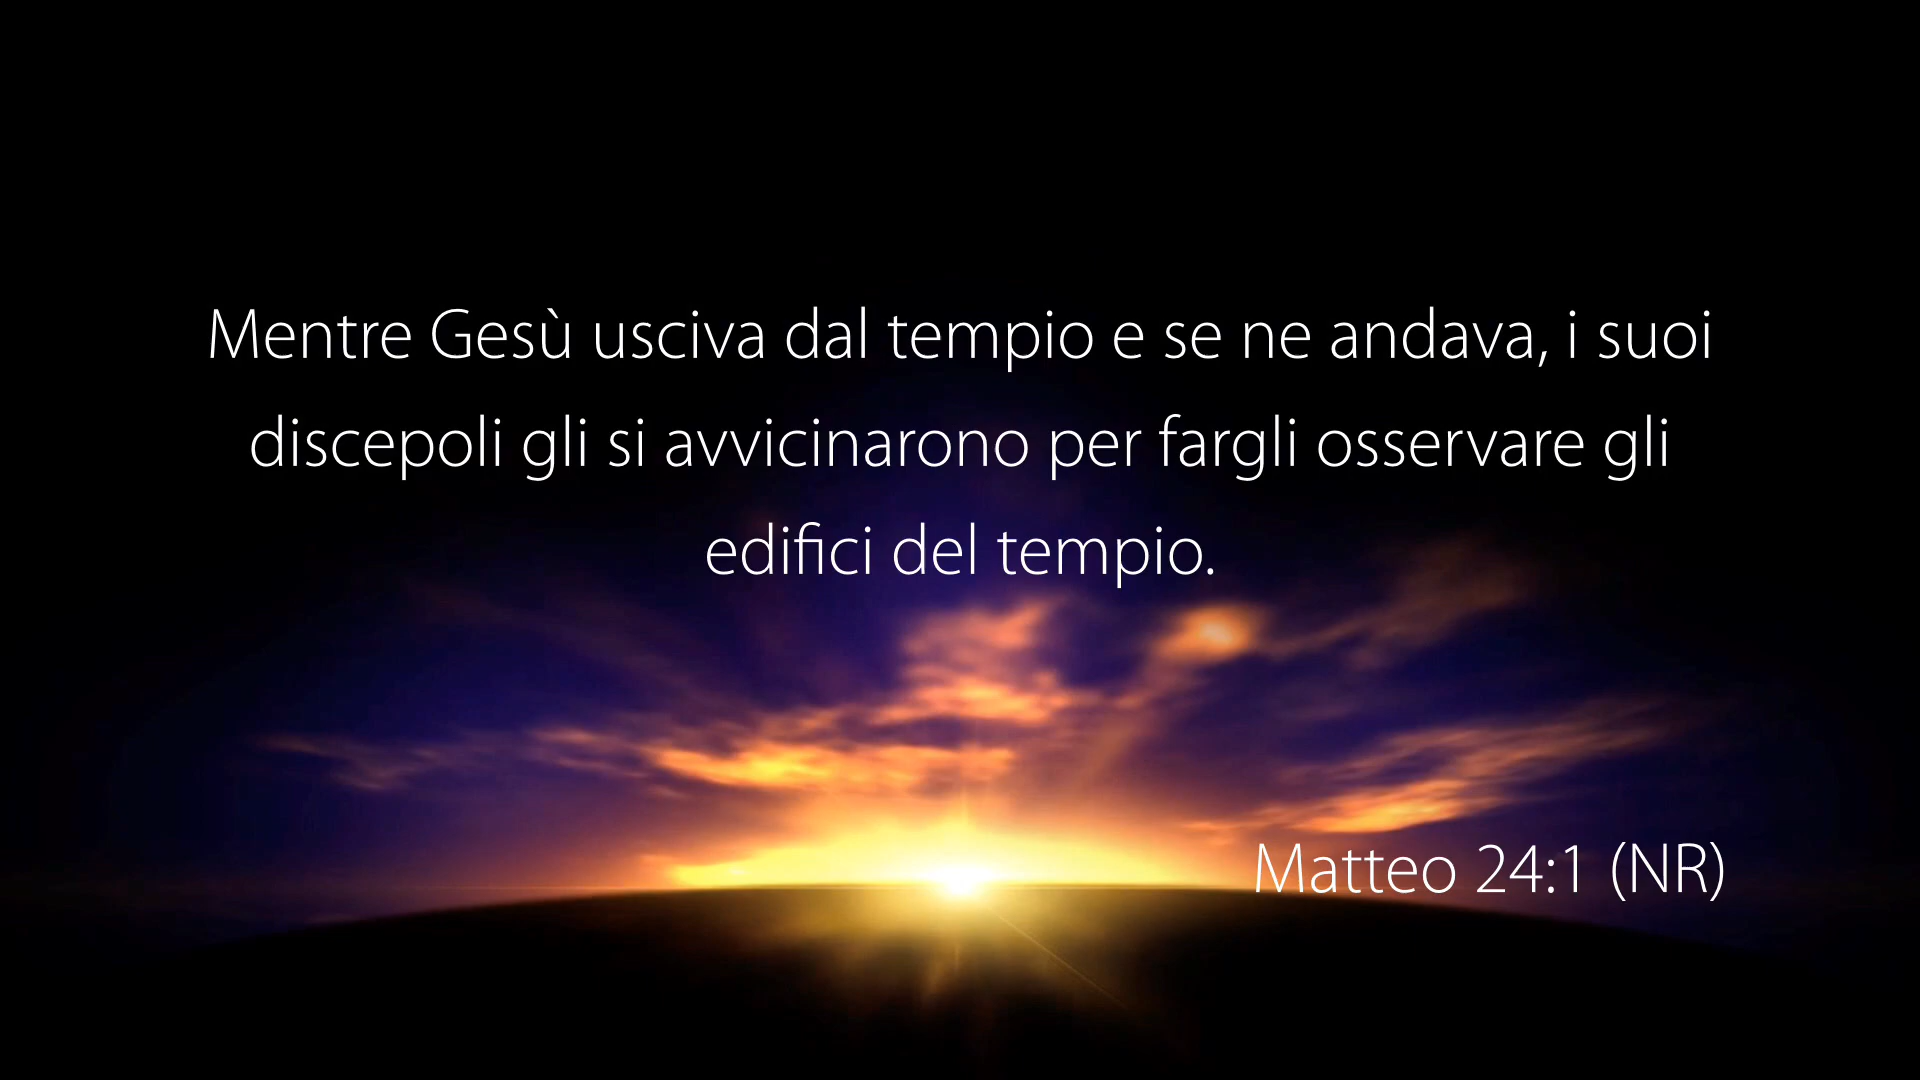 Mentre Gesù usciva dal tempio e se ne andava, i suoi
discepoli gli si avvicinarono per fargli osservare gli
edifici del tempio.
Matteo 24:1 (NR)